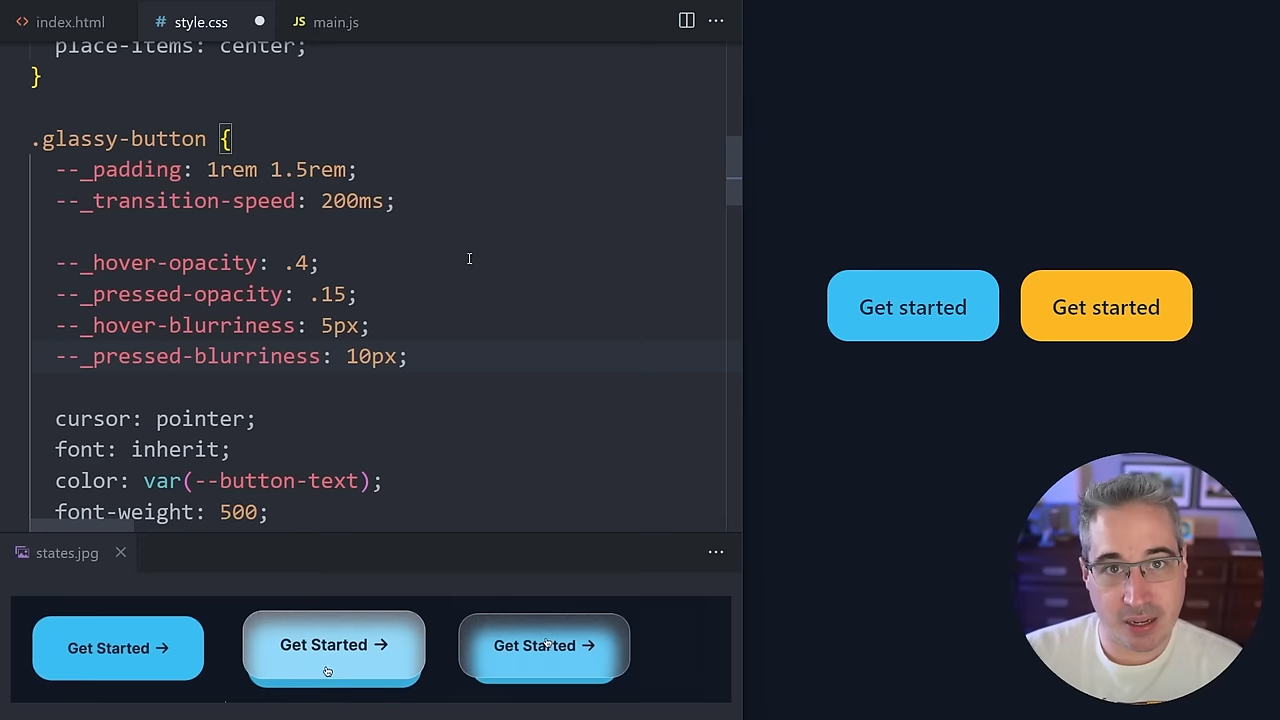 index.html
# style.css
JS main.js
place-items: center;
}
.glassy-button {
--_padding: 1rem 1.5rem;
--_transition-speed: 200ms;
--_hover-opacity: .4;
--_pressed-opacity: .15;
--_hover-blurriness: 5px;
--_pressed-blurriness: 10px;
cursor: pointer;
font: inherit;
color: var(--button-text);
font-weight: 500;
Get started
Get started
states.jpg
Get Started →
Get Started →
Get Started →